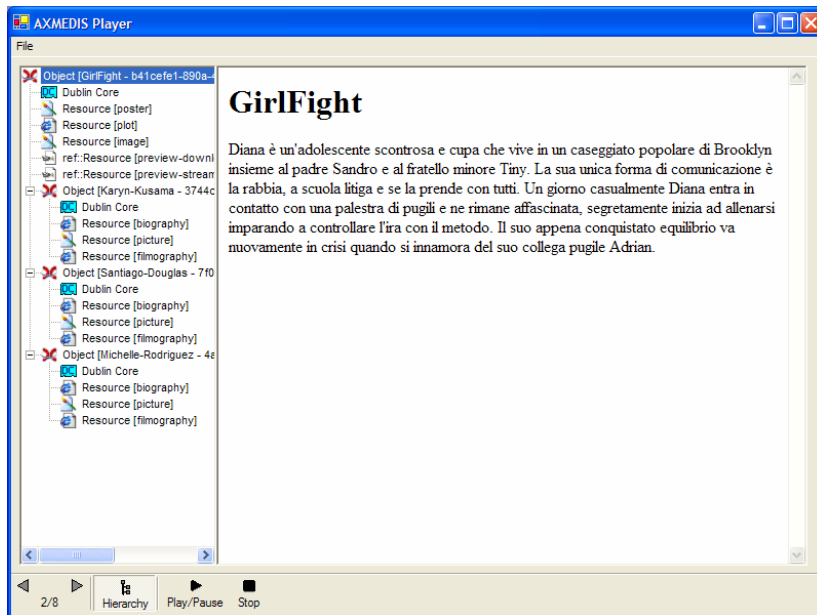 AXMEDIS Player
File
Object [GirlFight - b41cefe1-890a-4
Dublin Core
Resource [poster]
Resource [plot]
Resource [image]
ref::Resource [preview-downl
ref::Resource [preview-stream
Object [Karyn-Kusama - 3744c
Dublin Core
Resource [biography]
Resource [picture]
Resource [filmography]
Object [Santiago-Douglas - 7f0
Dublin Core
Resource [biography]
Resource [picture]
Resource [filmography]
Object [Michelle-Rodriguez - 4a
Dublin Core
Resource [biography]
Resource [picture]
Resource [filmography]
GirlFight
Diana è un'adolescente scontrosa e cupa che vive in un caseggiato popolare di Brooklyn
insieme al padre Sandro e al fratello minore Tiny. La sua unica forma di comunicazione è
la rabbia, a scuola litiga e se la prende con tutti. Un giorno casualmente Diana entra in
contatto con una palestra di pugili e ne rimane affascinata, segretamente inizia ad allenarsi
imparando a controllare l'ira con il metodo. Il suo appena conquistato equilibrio va
nuovamente in crisi quando si innamora del suo collega pugile Adrian.
2/8
Hierarchy
Play/Pause
Stop